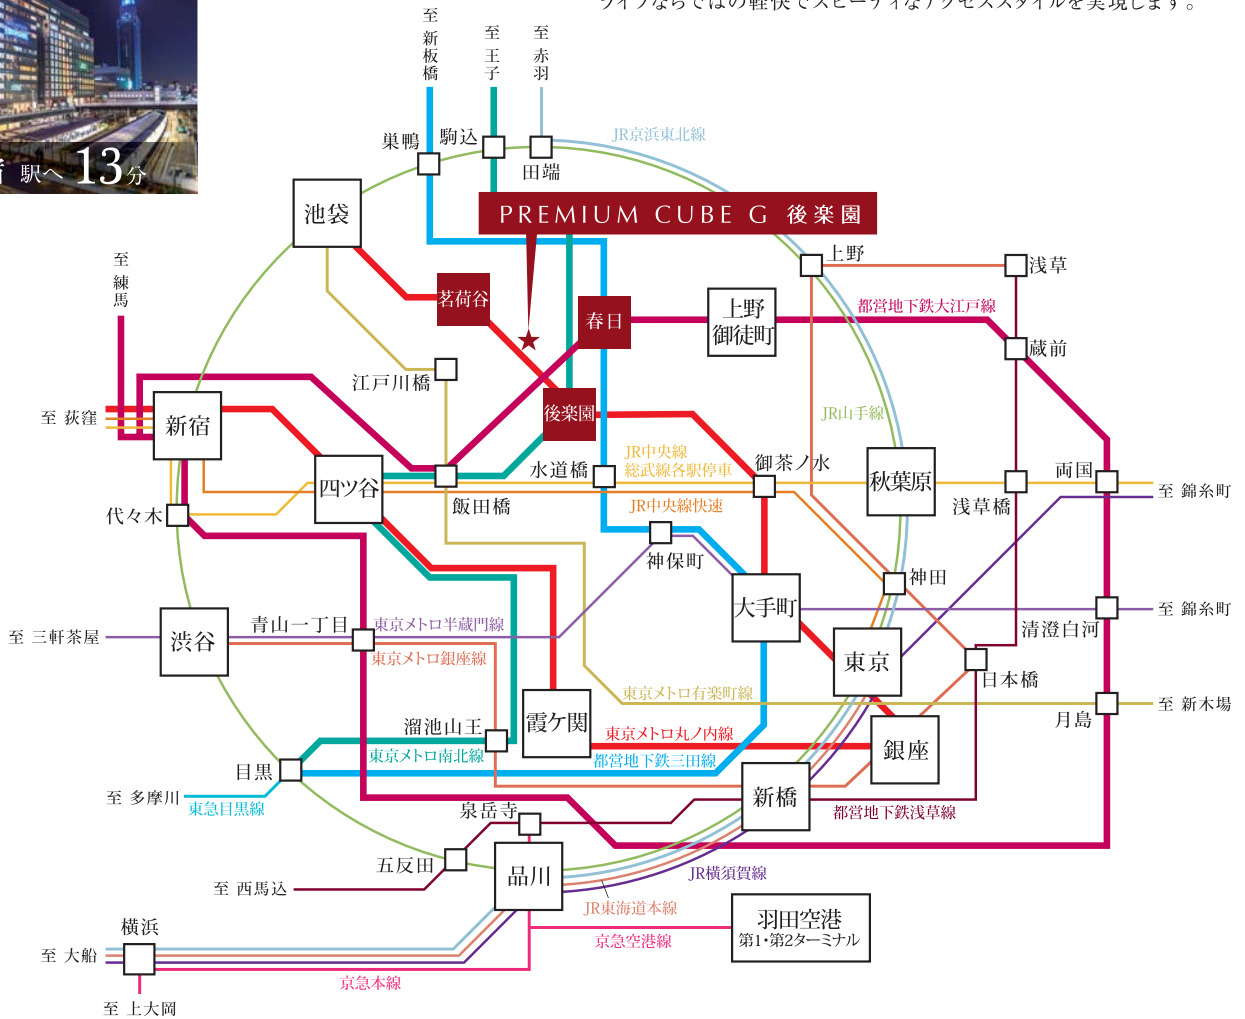 ライフならではの軽快でスピーディなアクセススタイルを実現します。
駅へ 13分
至 新板橋
至 王子
至 赤羽
巣鴨
駒込
田端
JR京浜東北線
池袋
PREMIUM CUBE G 後楽園
上野
浅草
至 練馬
茗荷谷
春日
上野
御徒町
都営地下鉄大江戸線
蔵前
江戸川橋
至 荻窪
新宿
後楽園
JR山手線
四ツ谷
水道橋
JR中央線
総武線各駅停車
御茶ノ水
秋葉原
両国
至 錦糸町
代々木
飯田橋
JR中央線快速
浅草橋
神保町
神田
大手町
至 錦糸町
至 三軒茶屋
渋谷
青山一丁目
東京メトロ半蔵門線
東京メトロ銀座線
東京
清澄白河
日本橋
東京メトロ有楽町線
至 新木場
月島
溜池山王
霞ケ関
東京メトロ丸ノ内線
銀座
東京メトロ南北線
都営地下鉄三田線
目黒
至 多摩川
東急目黒線
新橋
都営地下鉄浅草線
泉岳寺
五反田
品川
至 西馬込
JR横須賀線
JR東海道本線
羽田空港
第1・第2ターミナル
京急空港線
横浜
至 大船
京急本線
至 上大岡